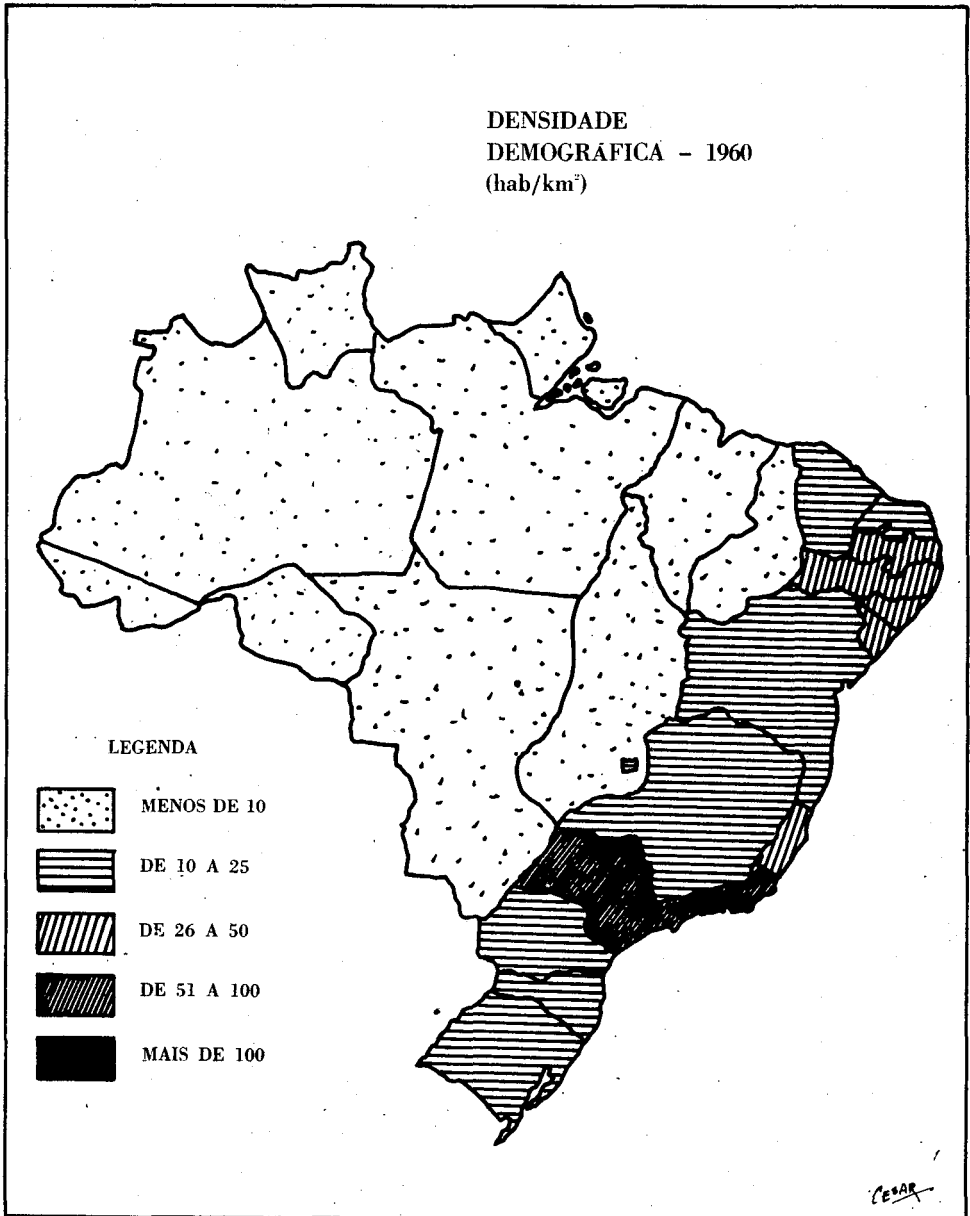 DENSIDADE
DEMOGRÁFICA – 1960
(hab/km²)
LEGENDA
MENOS DE 10
DE 10 A 25
DE 26 A 50
DE 51 A 100
MAIS DE 100
CESAR